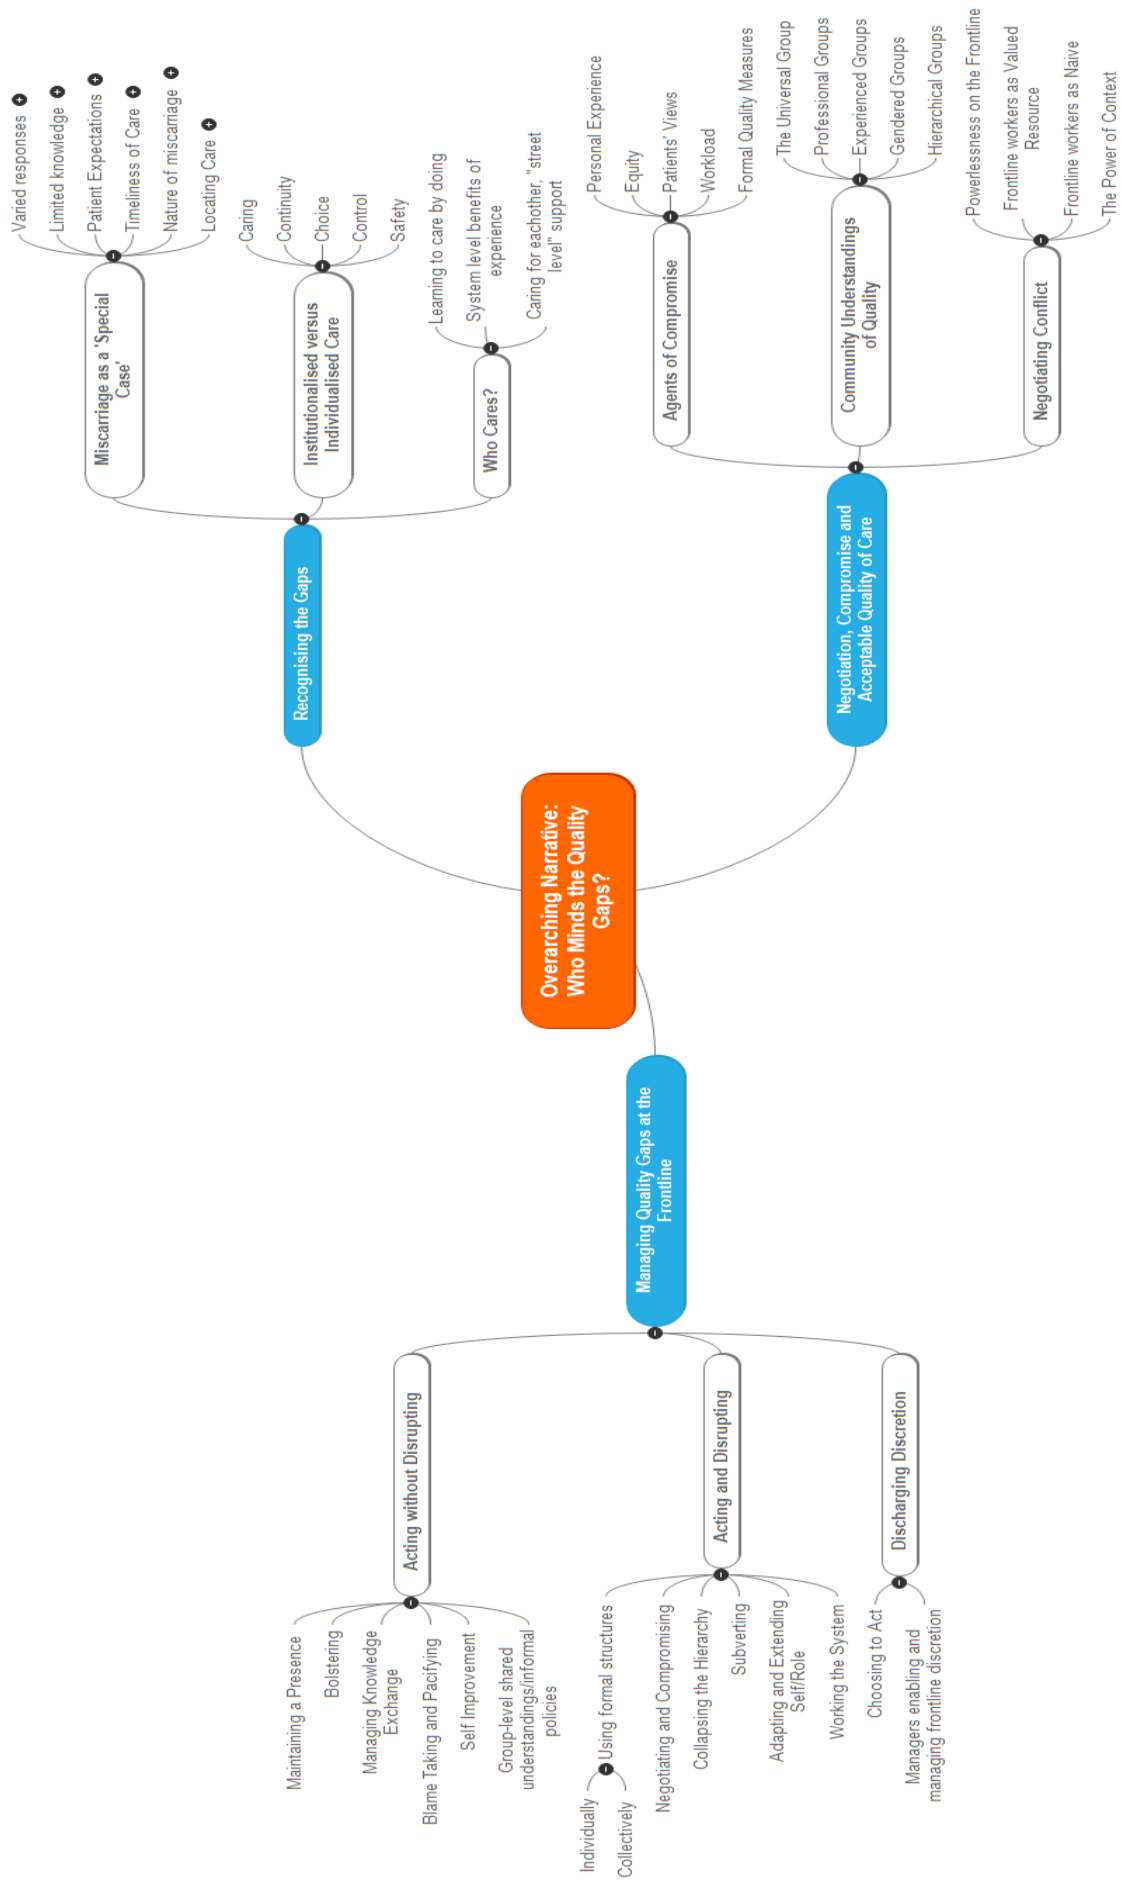 Overarching Narrative:
Who Minds the Quality
Gaps?
Recognising the Gaps
Miscarriage as a 'Special
Case'
Varied responses
Limited knowledge
Patient Expectations
Timeliness of Care
Nature of miscarriage
Locating Care
Institutionalised versus
Individualised Care
Caring
Continuity
Choice
Control
Safety
Who Cares?
Learning to care by doing
System level benefits of
experience
Caring for eachother, "street
level" support
Negotiation, Compromise and
Acceptable Quality of Care
Agents of Compromise
Personal Experience
Equity
Patients' Views
Workload
Formal Quality Measures
Community Understandings
of Quality
The Universal Group
Professional Groups
Experienced Groups
Gendered Groups
Hierarchical Groups
Negotiating Conflict
Powerlessness on the Frontline
Frontline workers as Valued
Resource
Frontline workers as Naive
The Power of Context
Managing Quality Gaps at the
Frontline
Acting without Disrupting
Maintaining a Presence
Bolstering
Managing Knowledge
Exchange
Blame Taking and Pacifying
Self Improvement
Group-level shared
understandings/informal
policies
Acting and Disrupting
Using formal structures
Individually
Collectively
Negotiating and Compromising
Collapsing the Hierarchy
Subverting
Adapting and Extending
Self/Role
Working the System
Discharging Discretion
Choosing to Act
Managers enabling and
managing frontline discretion